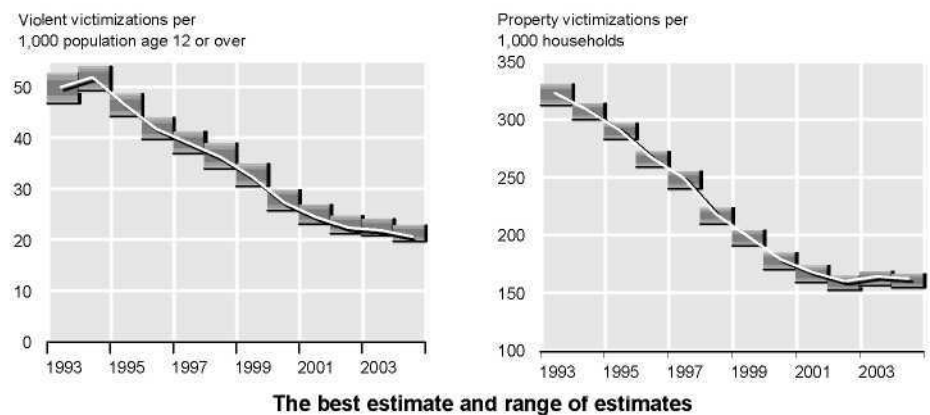 Violent victimizations per
1,000 population age 12 or over
50
40
30
20
10
0
1993 1995 1997 1999 2001 2003
Property victimizations per
1,000 households
350
300
250
200
150
100
1993 1995 1997 1999 2001 2003
The best estimate and range of estimates